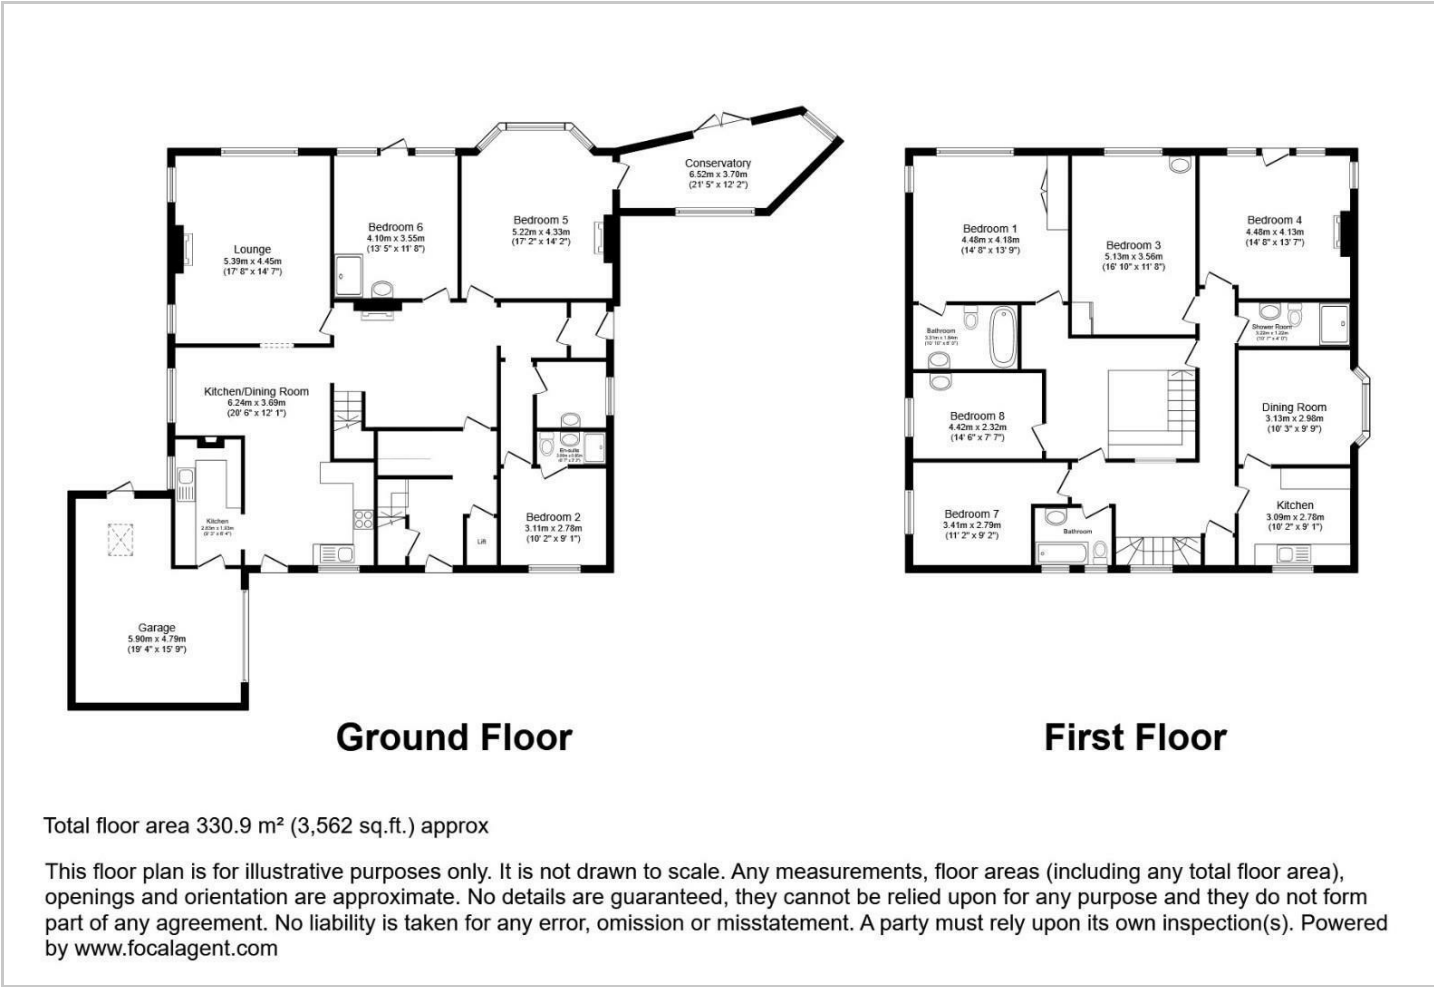 Conservatory
6.52m x 3.70m
(21' 5" x 12' 2")
Bedroom 6
4.10m x 3.55m
(13' 5" x 11' 8")
Bedroom 5
5.22m x 4.33m
(17' 2" x 14' 2")
Lounge
5.39m x 4.45m
(17' 8" x 14' 7")
Kitchen/Dining Room
6.24m x 3.69m
(20' 6" x 12' 1")
En-suite
Kitchen
Bedroom 2
3.11m x 2.78m
(10' 2" x 9' 1")
Lift
Garage
5.90m x 4.79m
(19' 4" x 15' 9")
Ground Floor
Bedroom 1
4.48m x 4.18m
(14' 8" x 13' 9")
Bedroom 3
5.13m x 3.56m
(16' 10" x 11' 8")
Bedroom 4
4.48m x 4.13m
(14' 8" x 13' 7")
Bathroom
Shower Room
Bedroom 8
4.42m x 2.32m
(14' 6" x 7' 7")
Dining Room
3.13m x 2.98m
(10' 3" x 9' 9")
Bedroom 7
3.41m x 2.79m
(11' 2" x 9' 2")
Bathroom
Kitchen
3.09m x 2.78m
(10' 2" x 9' 1")
First Floor
Total floor area 330.9 m² (3,562 sq.ft.) approx
This floor plan is for illustrative purposes only. It is not drawn to scale. Any measurements, floor areas (including any total floor area),
openings and orientation are approximate. No details are guaranteed, they cannot be relied upon for any purpose and they do not form
part of any agreement. No liability is taken for any error, omission or misstatement. A party must rely upon its own inspection(s). Powered
by www.focalagent.com